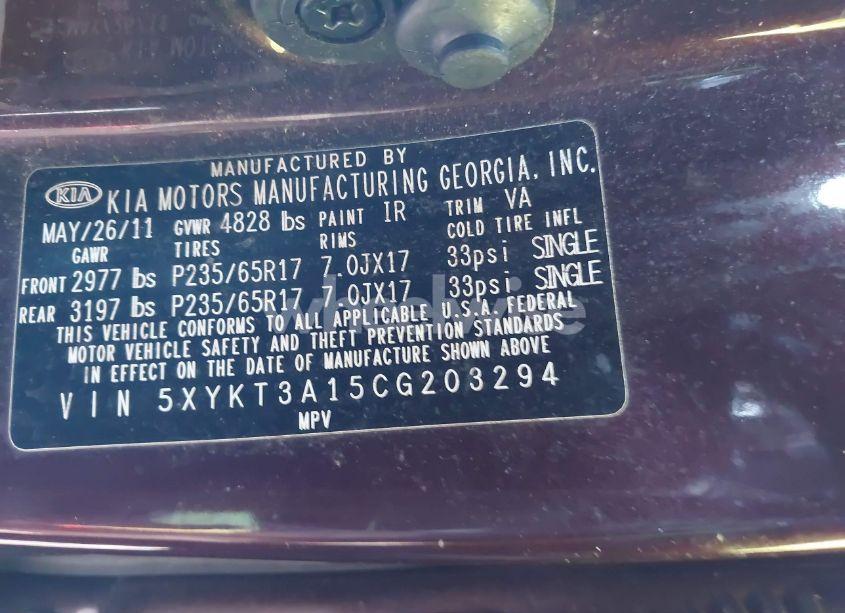 MANUFACTURED BY
KIA KIA MOTORS MANUFACTURING GEORGIA, INC.
MAY/26/11 GVWR 4828 lbs PAINT IR TRIM VA
GAWR TIRES RIMS COLD TIRE INFL
FRONT 2977 lbs P235/65R17 7.0JX17 33psi SINGLE
REAR 3197 lbs P235/65R17 7.0JX17 33psi SINGLE
THIS VEHICLE CONFORMS TO ALL APPLICABLE U.S.A. FEDERAL
MOTOR VEHICLE SAFETY AND THEFT PREVENTION STANDARDS
IN EFFECT ON THE DATE OF MANUFACTURE SHOWN ABOVE
VIN 5XYKT3A15CG203294
MPV